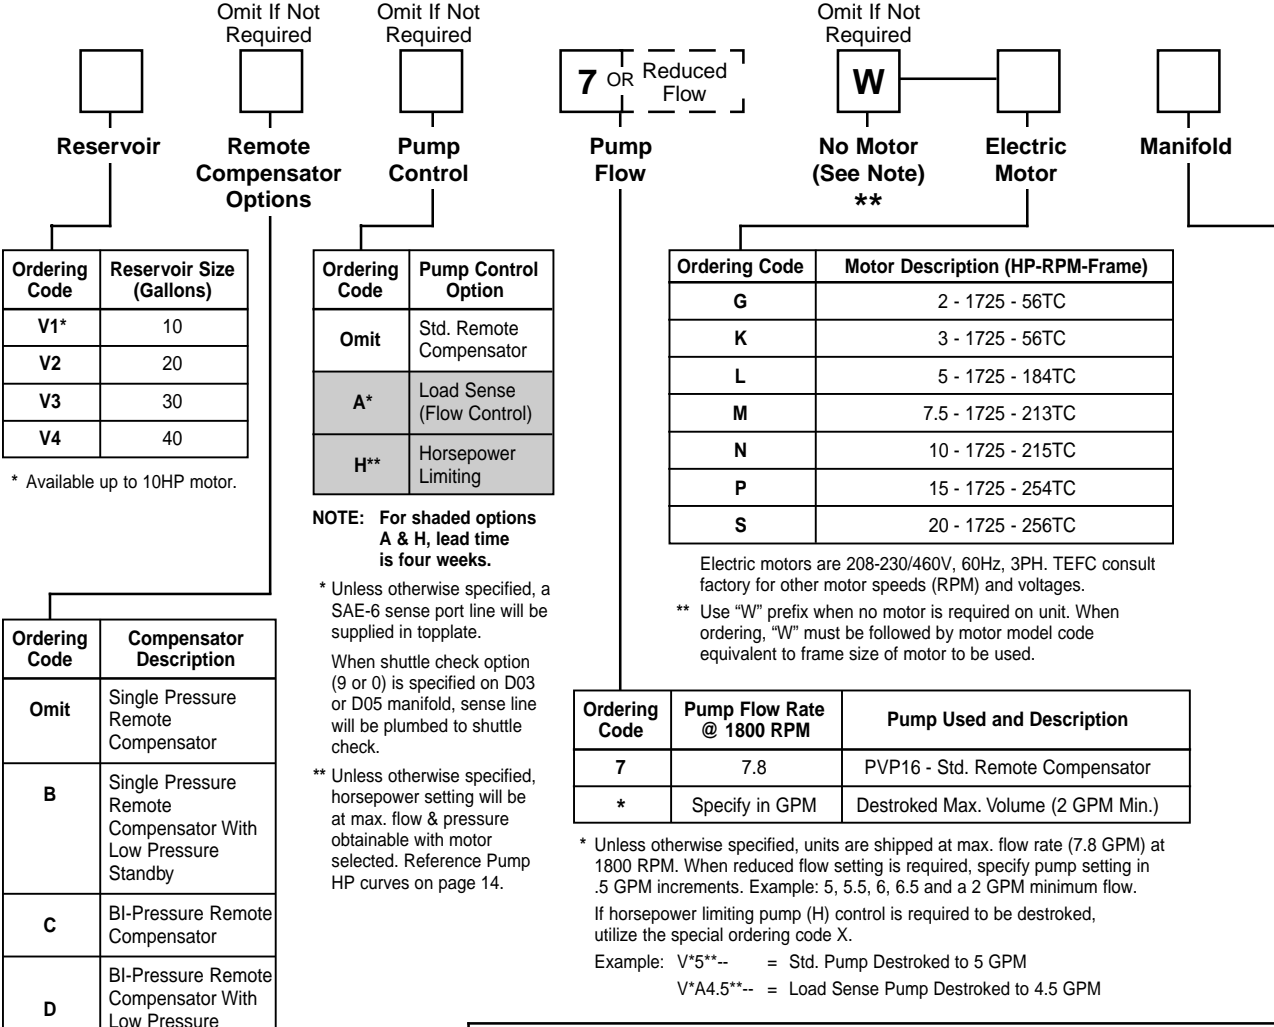 Omit If Not
Required
Omit If Not
Required
Omit If Not
Required
7 OR Reduced
Flow
W
Reservoir
Remote
Compensator
Options
Pump
Control
Pump
Flow
No Motor
(See Note)
**
Electric
Motor
Manifold
Ordering
Code
Reservoir Size
(Gallons)
V1* 10
V2 20
V3 30
V4 40
* Available up to 10HP motor.
Ordering
Code
Pump Control
Option
Omit
Std. Remote
Compensator
A*
Load Sense
(Flow Control)
H**
Horsepower
Limiting
NOTE: For shaded options
A & H, lead time
is four weeks.
* Unless otherwise specified, a
SAE-6 sense port line will be
supplied in topplate.
When shuttle check option
(9 or 0) is specified on D03
or D05 manifold, sense line
will be plumbed to shuttle
check.
** Unless otherwise specified,
horsepower setting will be
at max. flow & pressure
obtainable with motor
selected. Reference Pump
HP curves on page 14.
Ordering Code Motor Description (HP-RPM-Frame)
G 2 - 1725 - 56TC
K 3 - 1725 - 56TC
L 5 - 1725 - 184TC
M 7.5 - 1725 - 213TC
N 10 - 1725 - 215TC
P 15 - 1725 - 254TC
S 20 - 1725 - 256TC
Electric motors are 208-230/460V, 60Hz, 3PH. TEFC consult
factory for other motor speeds (RPM) and voltages.
** Use “W” prefix when no motor is required on unit. When
ordering, “W” must be followed by motor model code
equivalent to frame size of motor to be used.
Ordering
Code
Compensator
Description
Omit
Single Pressure
Remote
Compensator
B
Single Pressure
Remote
Compensator With
Low Pressure
Standby
C
BI-Pressure Remote
Compensator
D
BI-Pressure Remote
Compensator With
Low Pressure
Ordering
Code
Pump Flow Rate
@ 1800 RPM
Pump Used and Description
7 7.8 PVP16 - Std. Remote Compensator
* Specify in GPM Destroked Max. Volume (2 GPM Min.)
* Unless otherwise specified, units are shipped at max. flow rate (7.8 GPM) at
1800 RPM. When reduced flow setting is required, specify pump setting in
.5 GPM increments. Example: 5, 5.5, 6, 6.5 and a 2 GPM minimum flow.
If horsepower limiting pump (H) control is required to be destroked,
utilize the special ordering code X.
Example: V*5**-- = Std. Pump Destroked to 5 GPM
V*A4.5**-- = Load Sense Pump Destroked to 4.5 GPM